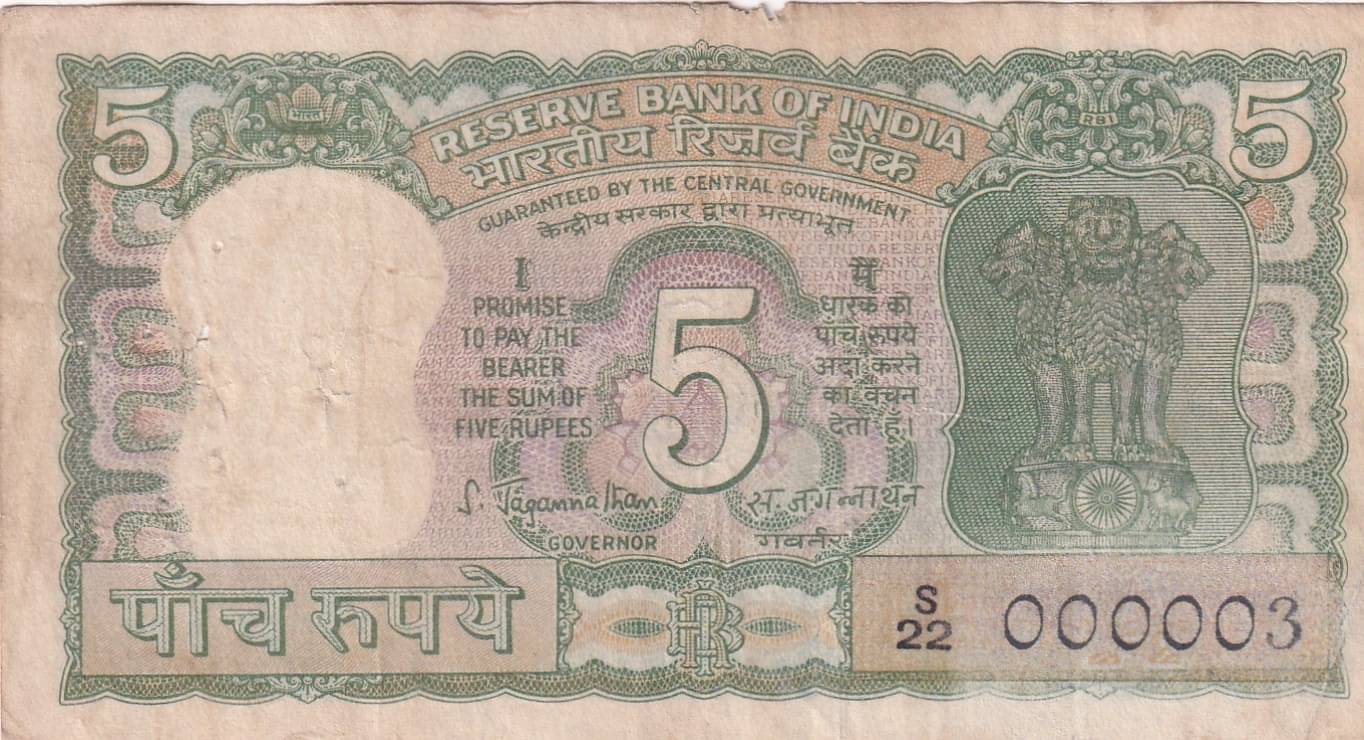 5
भारत
RESERVE BANK OF INDIA
RBI
5
भारतीय रिज़र्व बैंक
GUARANTEED BY THE CENTRAL GOVERNMENT
केन्द्रीय सरकार द्वारा प्रत्याभूत
I
PROMISE
TO PAY THE
BEARER
THE SUM OF
FIVE RUPEES
5
मैं
धारक को
पाँच रुपये
अदा करने
का वचन
देता हूँ।
S. Jagannathan
GOVERNOR
स. जगन्नाथन
गवर्नर
पाँच रुपये
S
22
000003